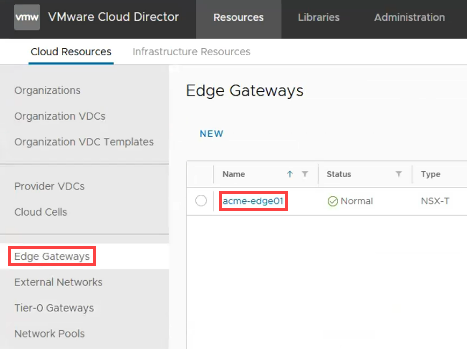 vmw VMware Cloud Director Resources Libraries Administration
Cloud Resources Infrastructure Resources
Organizations
Organization VDCs
Organization VDC Templates
Provider VDCs
Cloud Cells
Edge Gateways
External Networks
Tier-0 Gateways
Network Pools
Edge Gateways
NEW
Name Status Type
acme-edge01 Normal NSX-T